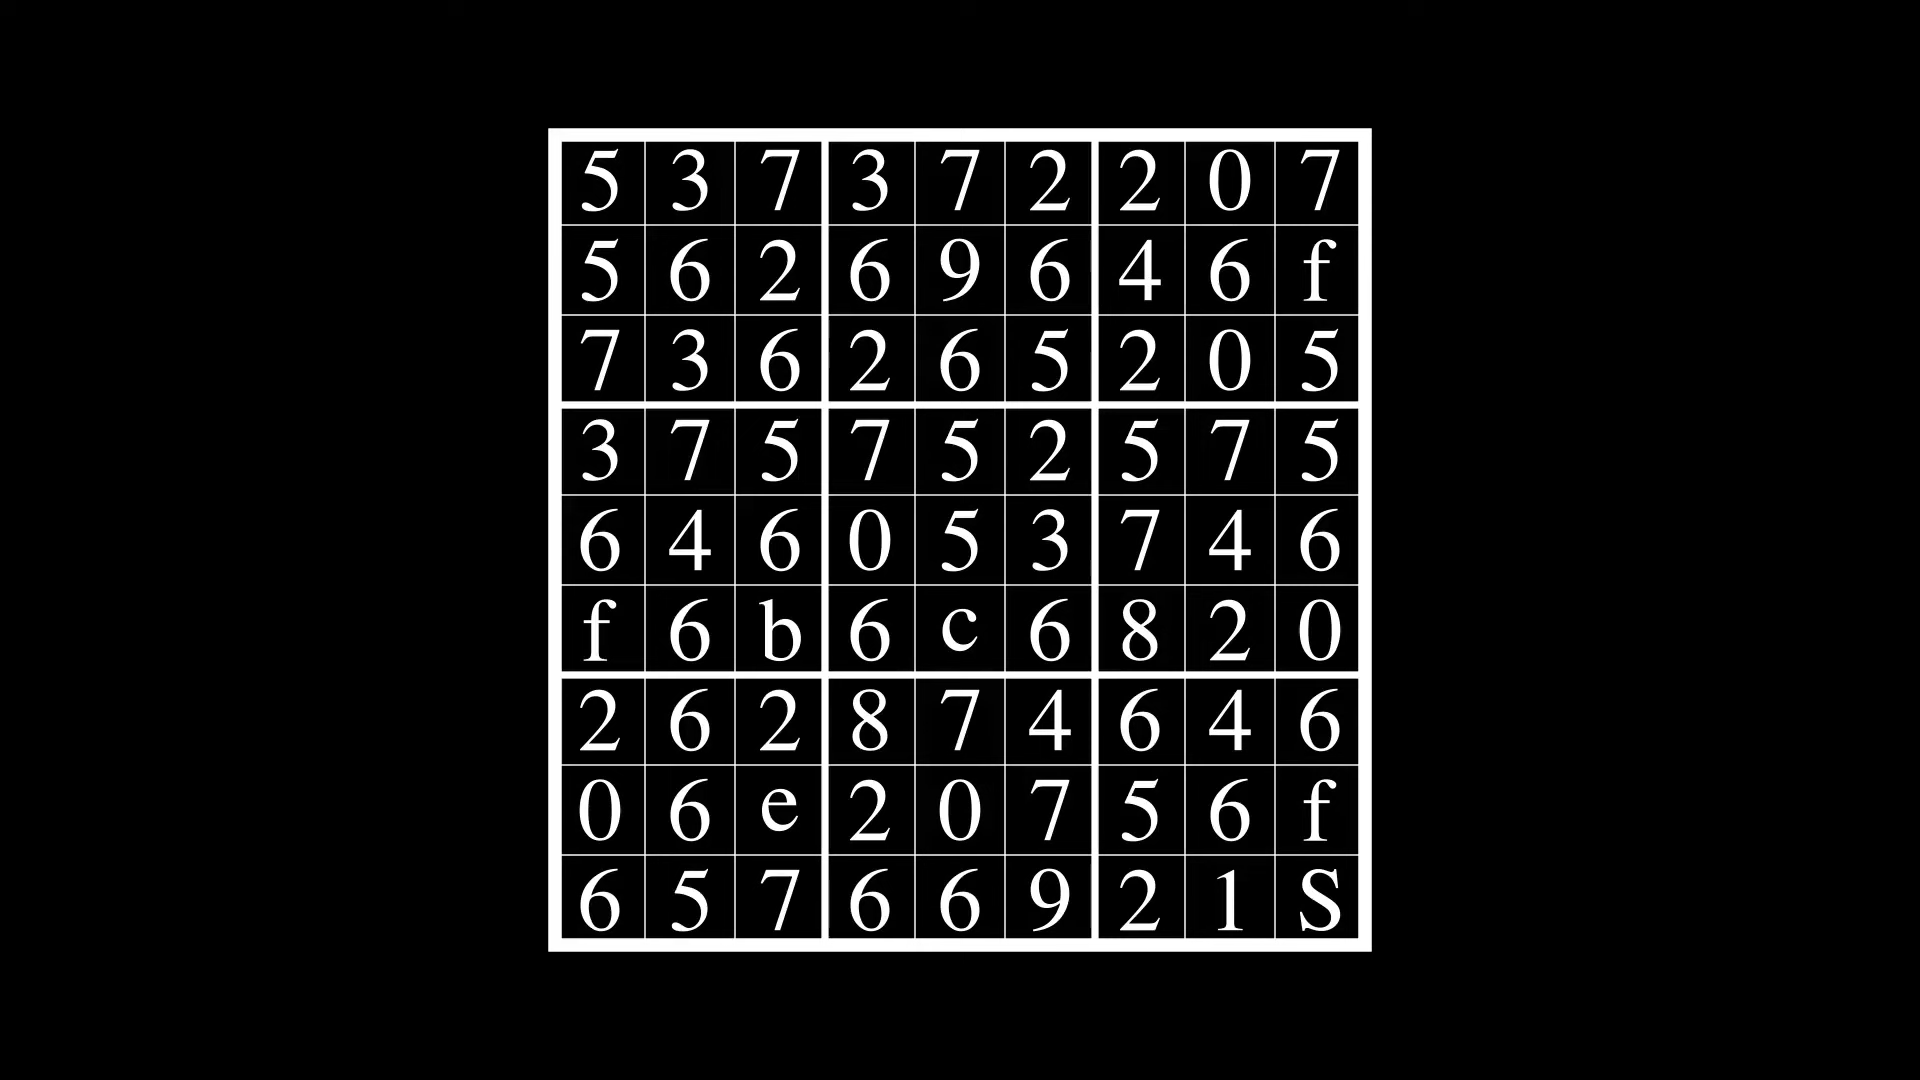 5 3 7 3 7 2 2 0 7
5 6 2 6 9 6 4 6 f
7 3 6 2 6 5 2 0 5
3 7 5 7 5 2 5 7 5
6 4 6 0 5 3 7 4 6
f 6 b 6 c 6 8 2 0
2 6 2 8 7 4 6 4 6
0 6 e 2 0 7 5 6 f
6 5 7 6 6 9 2 1 S